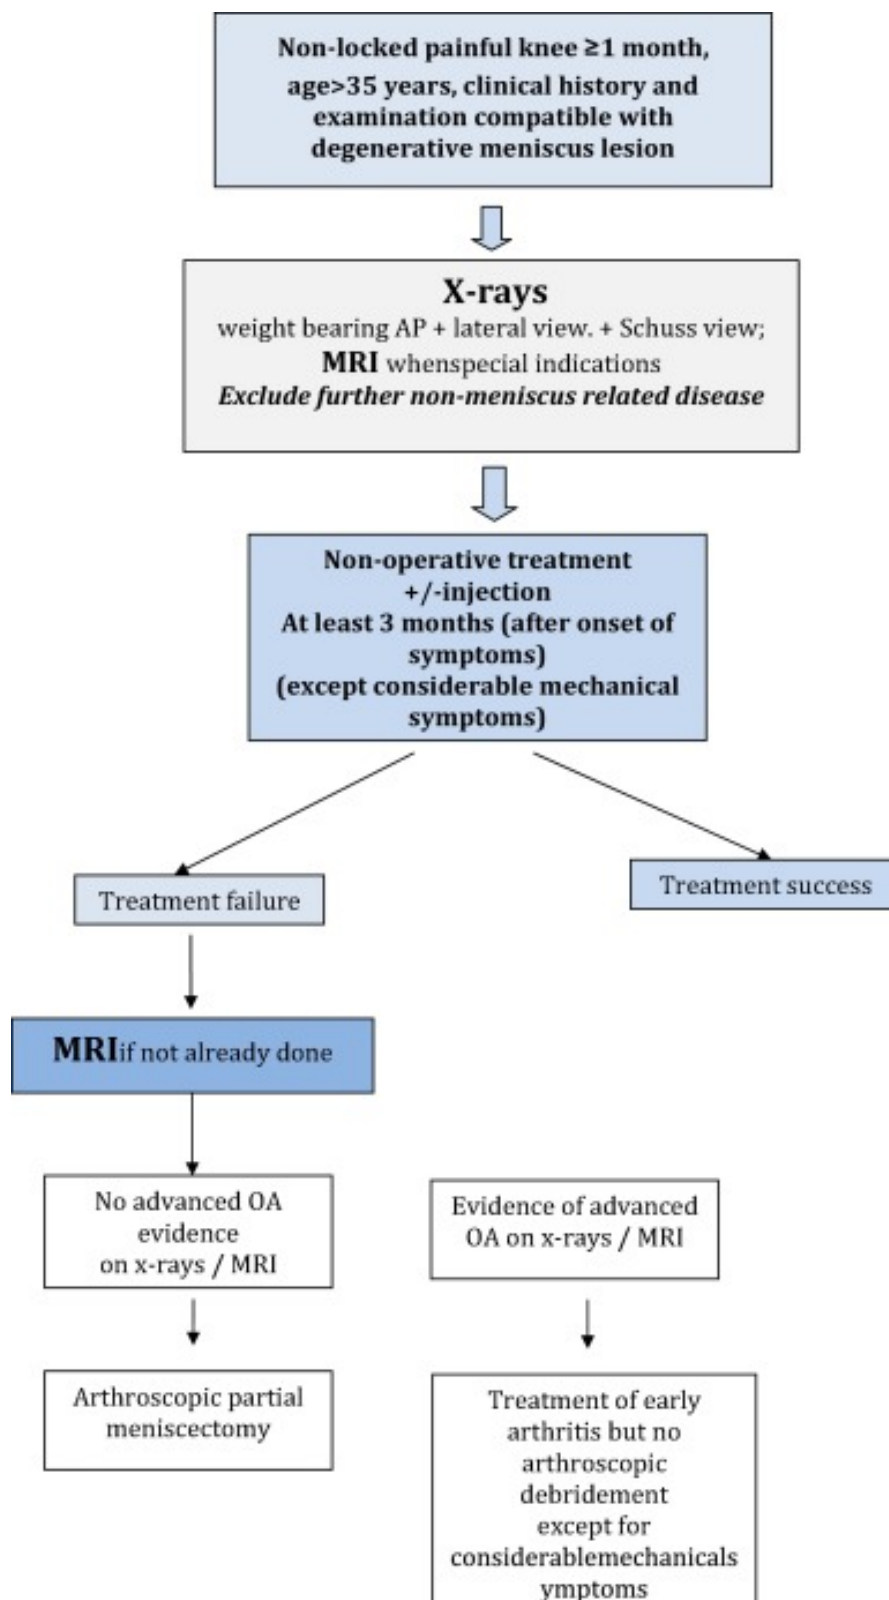 Non-locked painful knee ≥1 month,
age>35 years, clinical history and
examination compatible with
degenerative meniscus lesion
X-rays
weight bearing AP + lateral view. + Schuss view;
MRI whenspecial indications
Exclude further non-meniscus related disease
Non-operative treatment
+/-injection
At least 3 months (after onset of
symptoms)
(except considerable mechanical
symptoms)
Treatment failure
Treatment success
MRIif not already done
No advanced OA
evidence
on x-rays / MRI
Evidence of advanced
OA on x-rays / MRI
Arthroscopic partial
meniscectomy
Treatment of early
arthritis but no
arthroscopic
debridement
except for
considerablemechanicals
ymptoms